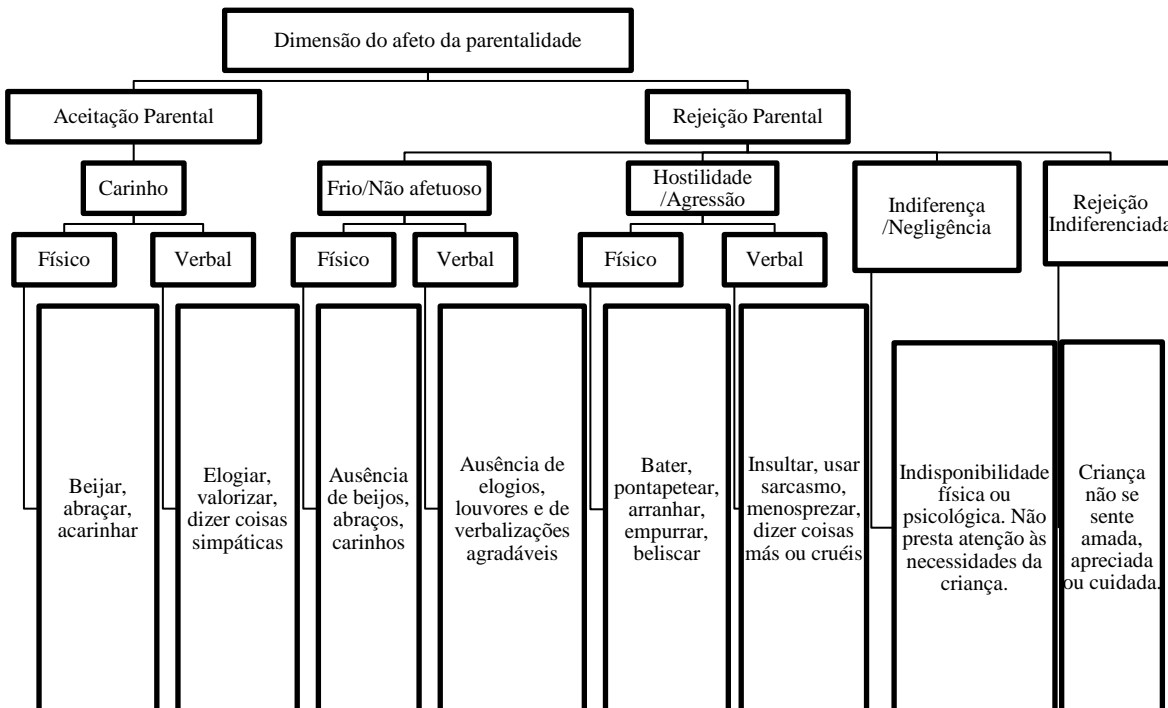 Dimensão do afeto da parentalidade
Aceitação Parental
Rejeição Parental
Carinho
Frio/Não afetuoso
Hostilidade
/Agressão
Indiferença
/Negligência
Rejeição
Indiferenciada
Físico
Verbal
Físico
Verbal
Físico
Verbal
Beijar,
abraçar,
acarinhar
Elogiar,
valorizar,
dizer coisas
simpáticas
Ausência
de beijos,
abraços,
carinhos
Ausência de
elogios,
louvores e de
verbalizações
agradáveis
Bater,
pontapetear,
arranhar,
empurrar,
beliscar
Insultar, usar
sarcasmo,
menosprezar,
dizer coisas
más ou cruéis
Indisponibilidade
física ou
psicológica. Não
presta atenção às
necessidades da
criança.
Criança
não se
sente
amada,
apreciada
ou cuidada.